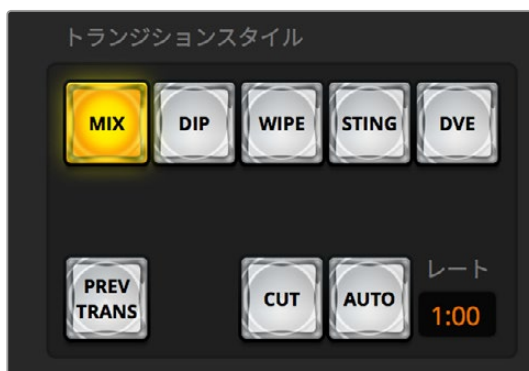 トランジションスタイル
MIX
DIP
WIPE
STING
DVE
PREV
TRANS
CUT
AUTO
レート
1:00